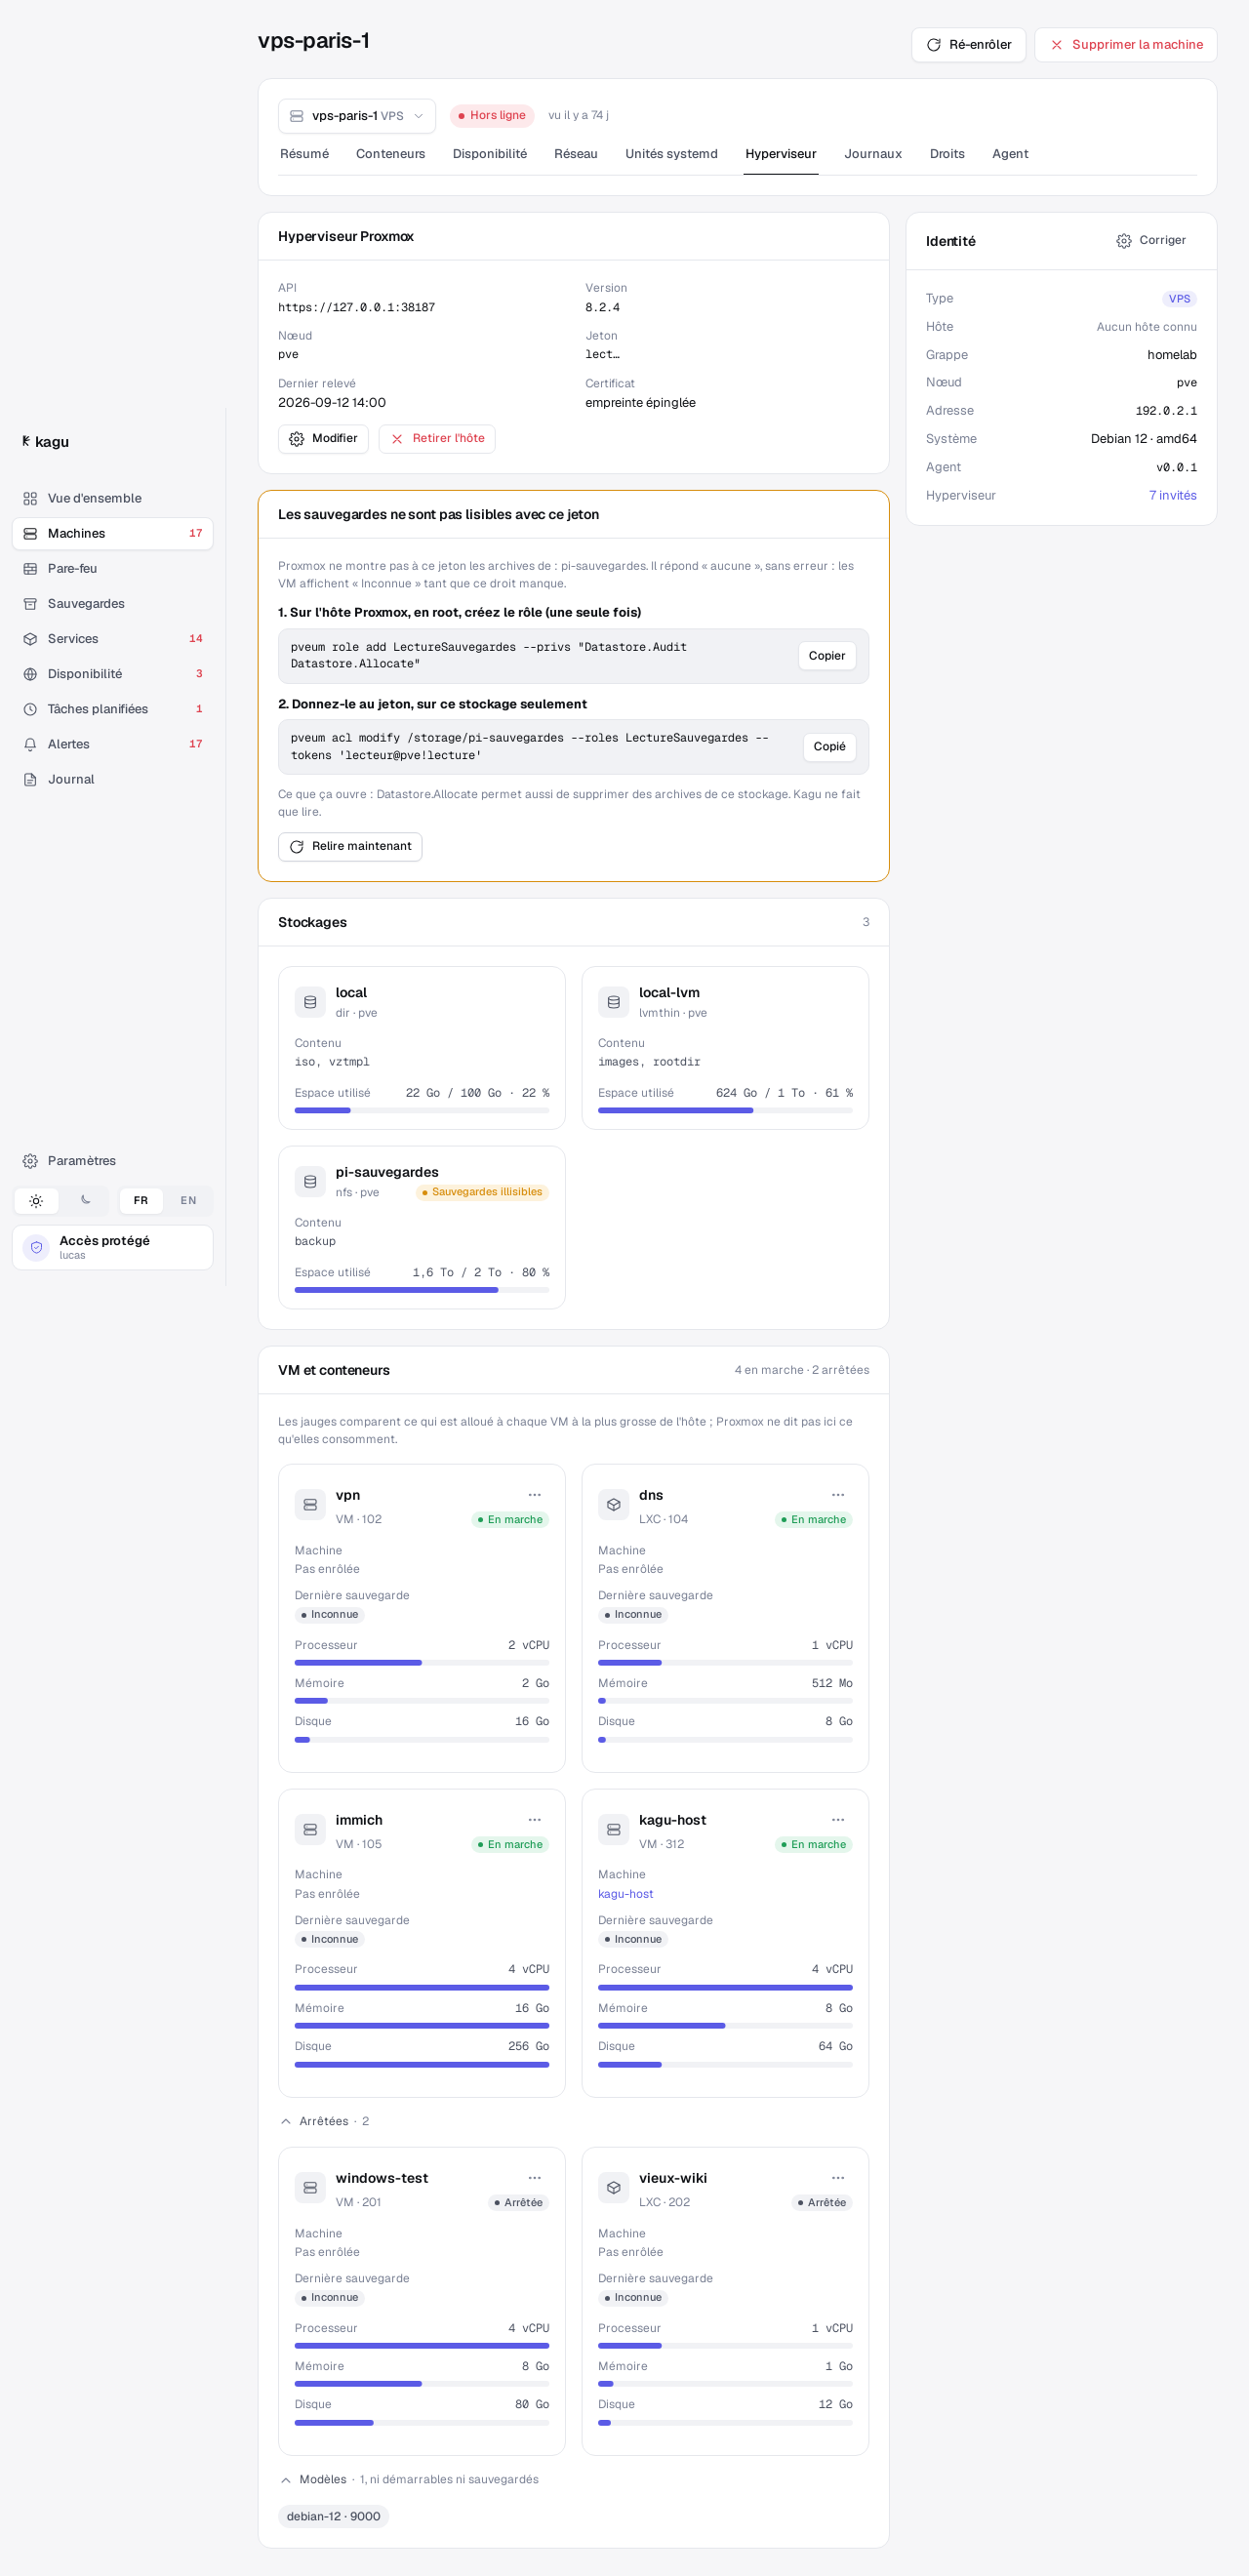 vps-paris-1
Ré-enrôler
Supprimer la machine
vps-paris-1 VPS
Hors ligne
vu il y a 74 j
Résumé
Conteneurs
Disponibilité
Réseau
Unités systemd
Hyperviseur
Journaux
Droits
Agent
kagu
Vue d'ensemble
Machines 17
Pare-feu
Sauvegardes
Services 14
Disponibilité 3
Tâches planifiées 1
Alertes 17
Journal
Paramètres
FR EN
Accès protégé
lucas
Hyperviseur Proxmox
API
https://127.0.0.1:38187
Version
8.2.4
Nœud
pve
Jeton
lect…
Dernier relevé
2026-09-12 14:00
Certificat
empreinte épinglée
Modifier
Retirer l'hôte
Identité
Corriger
Type VPS
Hôte Aucun hôte connu
Grappe homelab
Nœud pve
Adresse 192.0.2.1
Système Debian 12 · amd64
Agent v0.0.1
Hyperviseur 7 invités
Les sauvegardes ne sont pas lisibles avec ce jeton
Proxmox ne montre pas à ce jeton les archives de : pi-sauvegardes. Il répond « aucune », sans erreur : les
VM affichent « Inconnue » tant que ce droit manque.
1. Sur l'hôte Proxmox, en root, créez le rôle (une seule fois)
pveum role add LectureSauvegardes --privs "Datastore.Audit
Datastore.Allocate"
Copier
2. Donnez-le au jeton, sur ce stockage seulement
pveum acl modify /storage/pi-sauvegardes --roles LectureSauvegardes --
tokens 'lecteur@pve!lecture'
Copié
Ce que ça ouvre : Datastore.Allocate permet aussi de supprimer des archives de ce stockage. Kagu ne fait
que lire.
Relire maintenant
Stockages 3
local
dir · pve
Contenu
iso, vztmpl
Espace utilisé 22 Go / 100 Go · 22 %
local-lvm
lvmthin · pve
Contenu
images, rootdir
Espace utilisé 624 Go / 1 To · 61 %
pi-sauvegardes
nfs · pve
Sauvegardes illisibles
Contenu
backup
Espace utilisé 1,6 To / 2 To · 80 %
VM et conteneurs
4 en marche · 2 arrêtées
Les jauges comparent ce qui est alloué à chaque VM à la plus grosse de l'hôte ; Proxmox ne dit pas ici ce
qu'elles consomment.
vpn
VM · 102
En marche
Machine
Pas enrôlée
Dernière sauvegarde
Inconnue
Processeur 2 vCPU
Mémoire 2 Go
Disque 16 Go
dns
LXC · 104
En marche
Machine
Pas enrôlée
Dernière sauvegarde
Inconnue
Processeur 1 vCPU
Mémoire 512 Mo
Disque 8 Go
immich
VM · 105
En marche
Machine
Pas enrôlée
Dernière sauvegarde
Inconnue
Processeur 4 vCPU
Mémoire 16 Go
Disque 256 Go
kagu-host
VM · 312
En marche
Machine
kagu-host
Dernière sauvegarde
Inconnue
Processeur 4 vCPU
Mémoire 8 Go
Disque 64 Go
Arrêtées · 2
windows-test
VM · 201
Arrêtée
Machine
Pas enrôlée
Dernière sauvegarde
Inconnue
Processeur 4 vCPU
Mémoire 8 Go
Disque 80 Go
vieux-wiki
LXC · 202
Arrêtée
Machine
Pas enrôlée
Dernière sauvegarde
Inconnue
Processeur 1 vCPU
Mémoire 1 Go
Disque 12 Go
Modèles · 1, ni démarrables ni sauvegardés
debian-12 · 9000